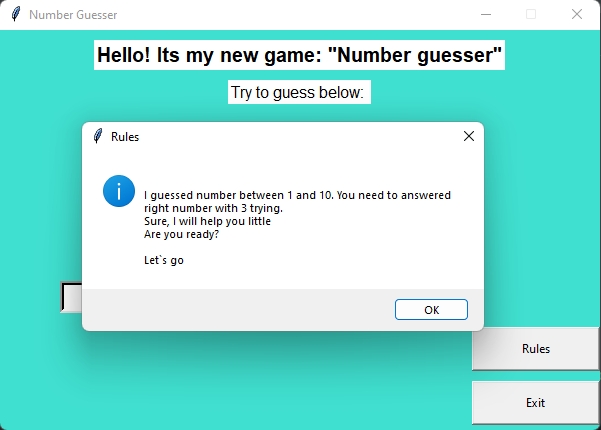 Number Guesser
Hello! Its my new game: "Number guesser"
Try to guess below:
Rules
I guessed number between 1 and 10. You need to answered
right number with 3 trying.
Sure, I will help you little
Are you ready?
Let`s go
OK
Rules
Exit